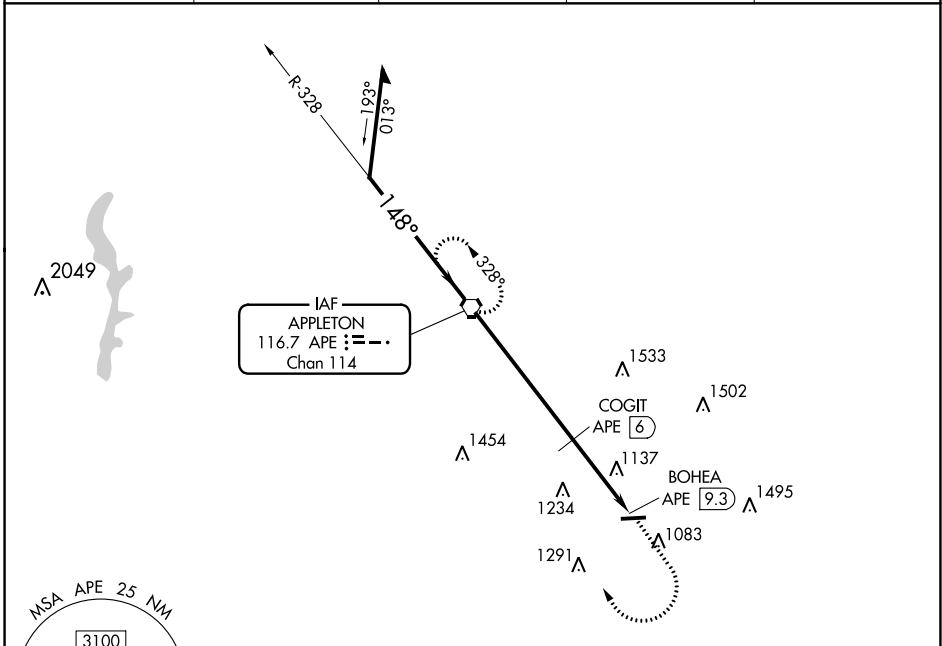 R-328
193°
013°
148°
328°
2049
IAF
APPLETON
116.7 APE
Chan 114
1533
1502
COGIT
APE 6
1454
1137
BOHEA
APE 9.3
1495
1234
1083
1291
MSA APE 25 NM
3100